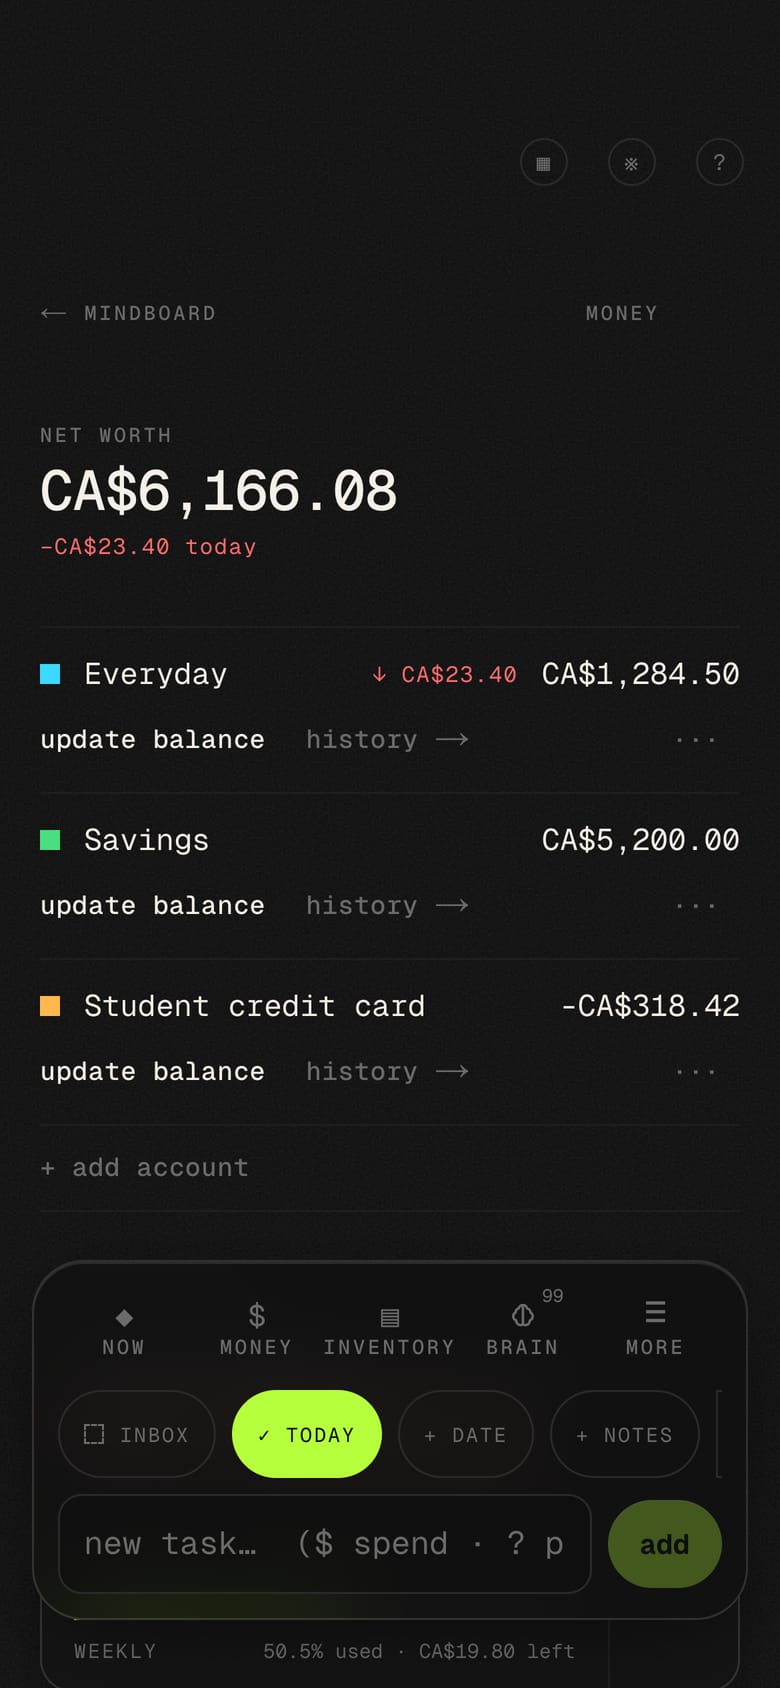 ?
← MINDBOARD MONEY
NET WORTH
CA$6,166.08
−CA$23.40 today
Everyday ↓ CA$23.40 CA$1,284.50
update balance history → ...
Savings CA$5,200.00
update balance history → ...
Student credit card −CA$318.42
update balance history → ...
+ add account
99
NOW MONEY INVENTORY BRAIN MORE
INBOX ✓ TODAY + DATE + NOTES
new task… ($ spend · ? p add
WEEKLY 50.5% used · CA$19.80 left